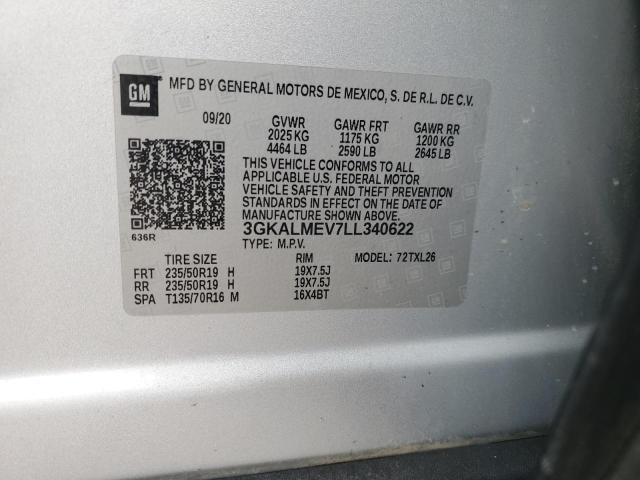 GM
MFD BY GENERAL MOTORS DE MEXICO, S. DE R.L. DE C.V.
09/20 GVWR GAWR FRT GAWR RR
2025 KG 1175 KG 1200 KG
4464 LB 2590 LB 2645 LB
THIS VEHICLE CONFORMS TO ALL
APPLICABLE U.S. FEDERAL MOTOR
VEHICLE SAFETY AND THEFT PREVENTION
STANDARDS IN EFFECT ON THE DATE OF
MANUFACTURE SHOWN ABOVE.
3GKALMEV7LL340622
636R TYPE: M.P.V.
TIRE SIZE RIM MODEL: 72TXL26
FRT 235/50R19 H 19X7.5J
RR 235/50R19 H 19X7.5J
SPA T135/70R16 M 16X4BT